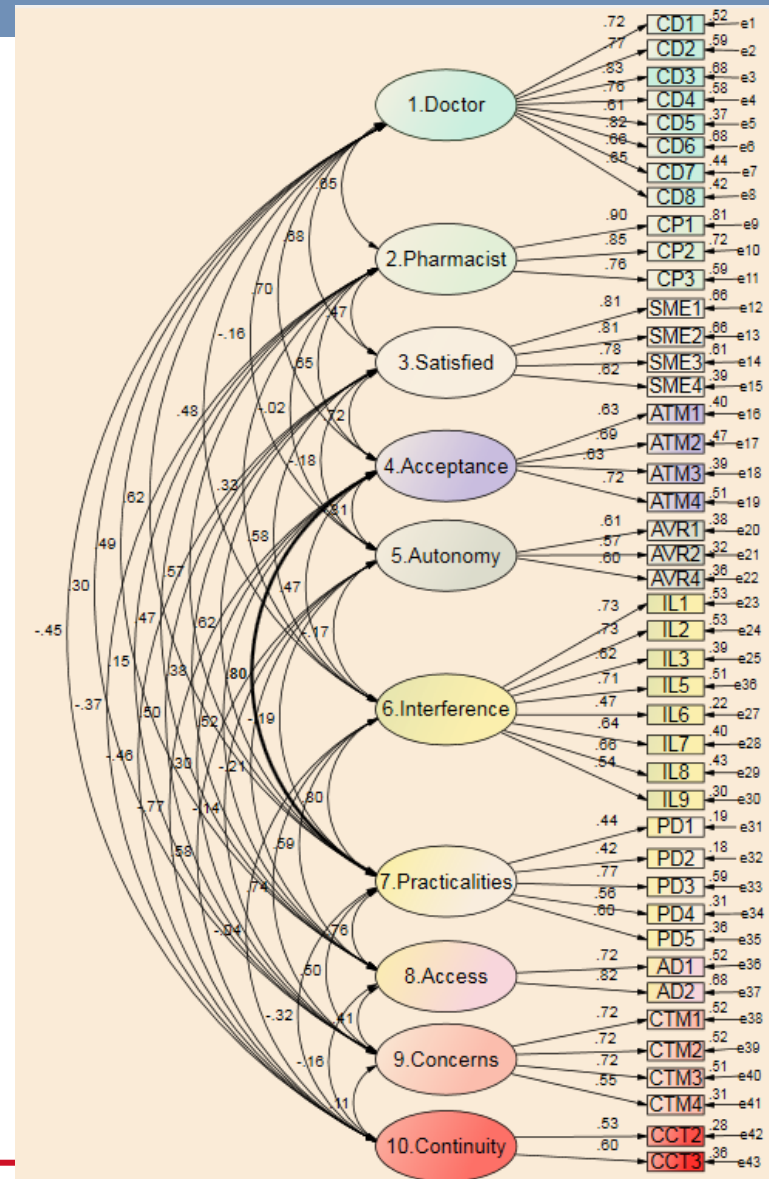 .72 CD1 .52 e1
.77 CD2 .59 e2
.83 CD3 .68 e3
.76 CD4 .58 e4
1.Doctor
.61 CD5 .37 e5
.82 CD6 .68 e6
.66 CD7 .44 e7
.65 CD8 .42 e8
.65
.90 CP1 .81 e9
.68
2.Pharmacist
.85 CP2 .72 e10
.76 CP3 .59 e11
.70
.47
.81 SME1 .66 e12
-.16
.81 SME2 .66 e13
3.Satisfied
.65
.78 SME3 .61 e14
.62 SME4 .39 e15
.48
-.02
.72
.63 ATM1 .40 e16
.69 ATM2 .47 e17
-.18
4.Acceptance
.63 ATM3 .39 e18
.62
.33
.72 ATM4 .51 e19
.61 AVR1 .38 e20
.49
.58
5.Autonomy
.57 AVR2 .32 e21
.60 AVR4 .36 e22
.30
.57
.47
.73 IL1 .53 e23
-.45
.47
.62
-.17
.73 IL2 .53 e24
.62 IL3 .39 e25
.15
.38
.80
.71 IL5 .51 e36
-.37
.50
.52
-.19
6.Interference
.47 IL6 .22 e27
.64 IL7 .40 e28
-.46
.30
-.21
.66 IL8 .43 e29
.54 IL9 .30 e30
-.77
-.14
.80
.44 PD1 .19 e31
.58
.59
.42 PD2 .18 e32
.74
7.Practicalities
.77 PD3 .59 e33
.56 PD4 .31 e34
.76
.60 PD5 .36 e35
.50
8.Access
.72 AD1 .52 e36
.82 AD2 .68 e37
-.32
.41
.72 CTM1 .52 e38
.72 CTM2 .52 e39
-.16
9.Concerns
.72 CTM3 .51 e40
.55 CTM4 .31 e41
.11
.53 CCT2 .28 e42
10.Continuity
.60 CCT3 .36 e43